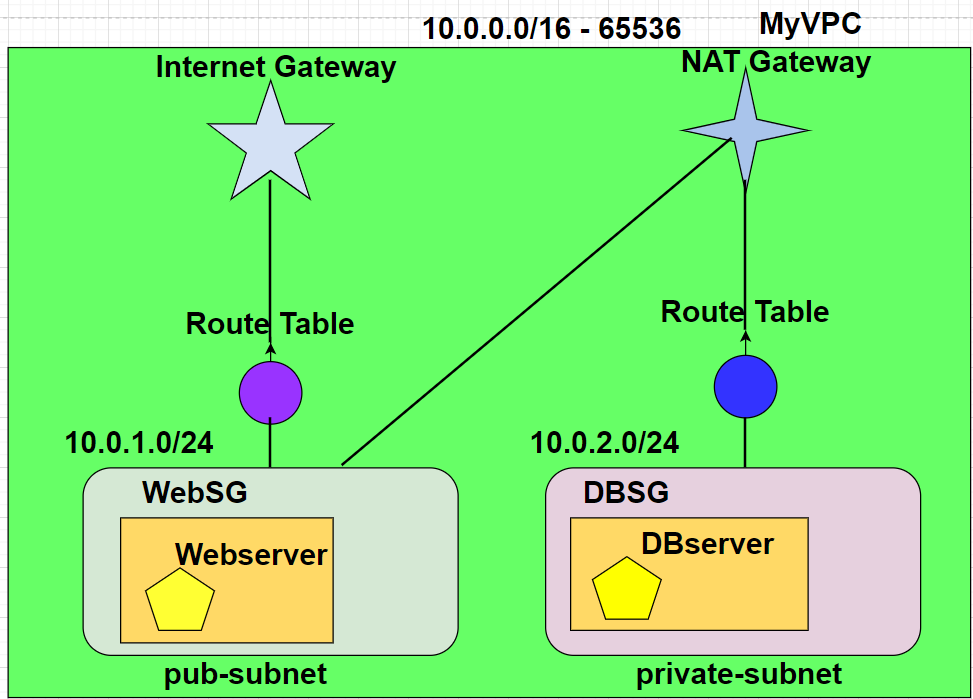 10.0.0.0/16 - 65536
MyVPC
Internet Gateway
NAT Gateway
Route Table
Route Table
10.0.1.0/24
10.0.2.0/24
WebSG
DBSG
Webserver
DBserver
pub-subnet
private-subnet